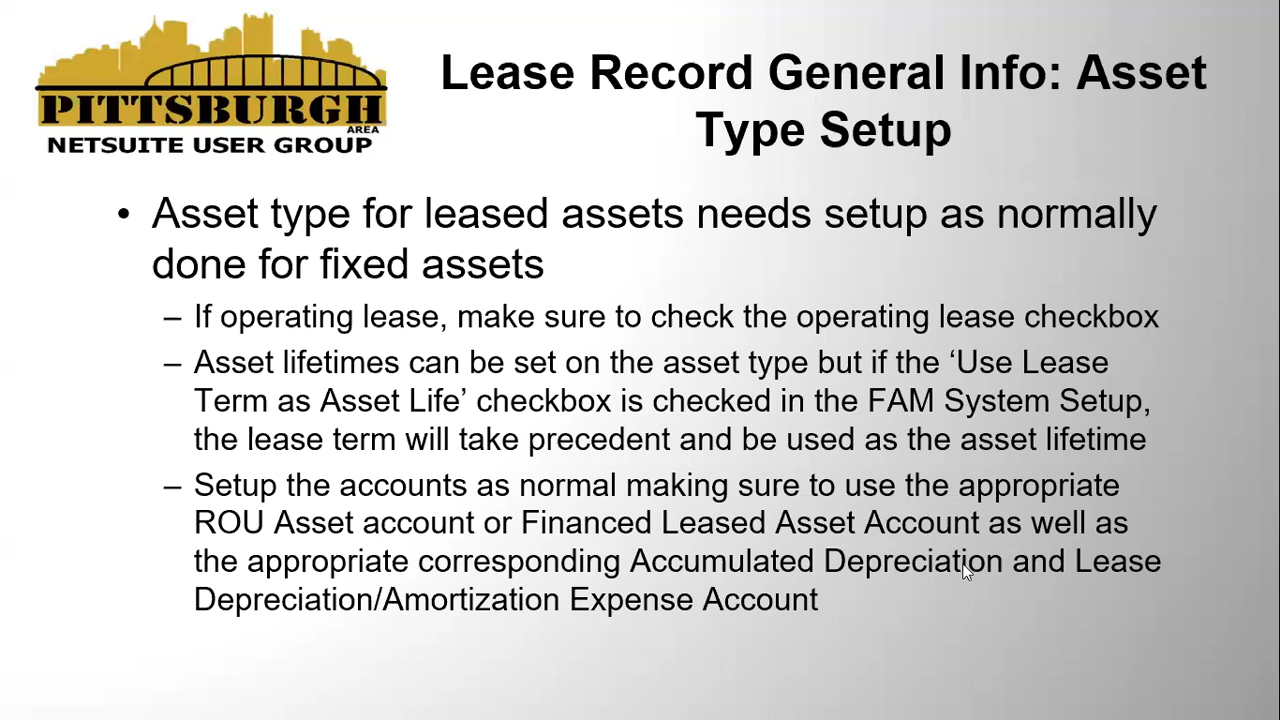 PITTSBURGH
AREA
NETSUITE USER GROUP
Lease Record General Info: Asset
Type Setup
• Asset type for leased assets needs setup as normally
done for fixed assets
– If operating lease, make sure to check the operating lease checkbox
– Asset lifetimes can be set on the asset type but if the ‘Use Lease
Term as Asset Life’ checkbox is checked in the FAM System Setup,
the lease term will take precedent and be used as the asset lifetime
– Setup the accounts as normal making sure to use the appropriate
ROU Asset account or Financed Leased Asset Account as well as
the appropriate corresponding Accumulated Depreciation and Lease
Depreciation/Amortization Expense Account